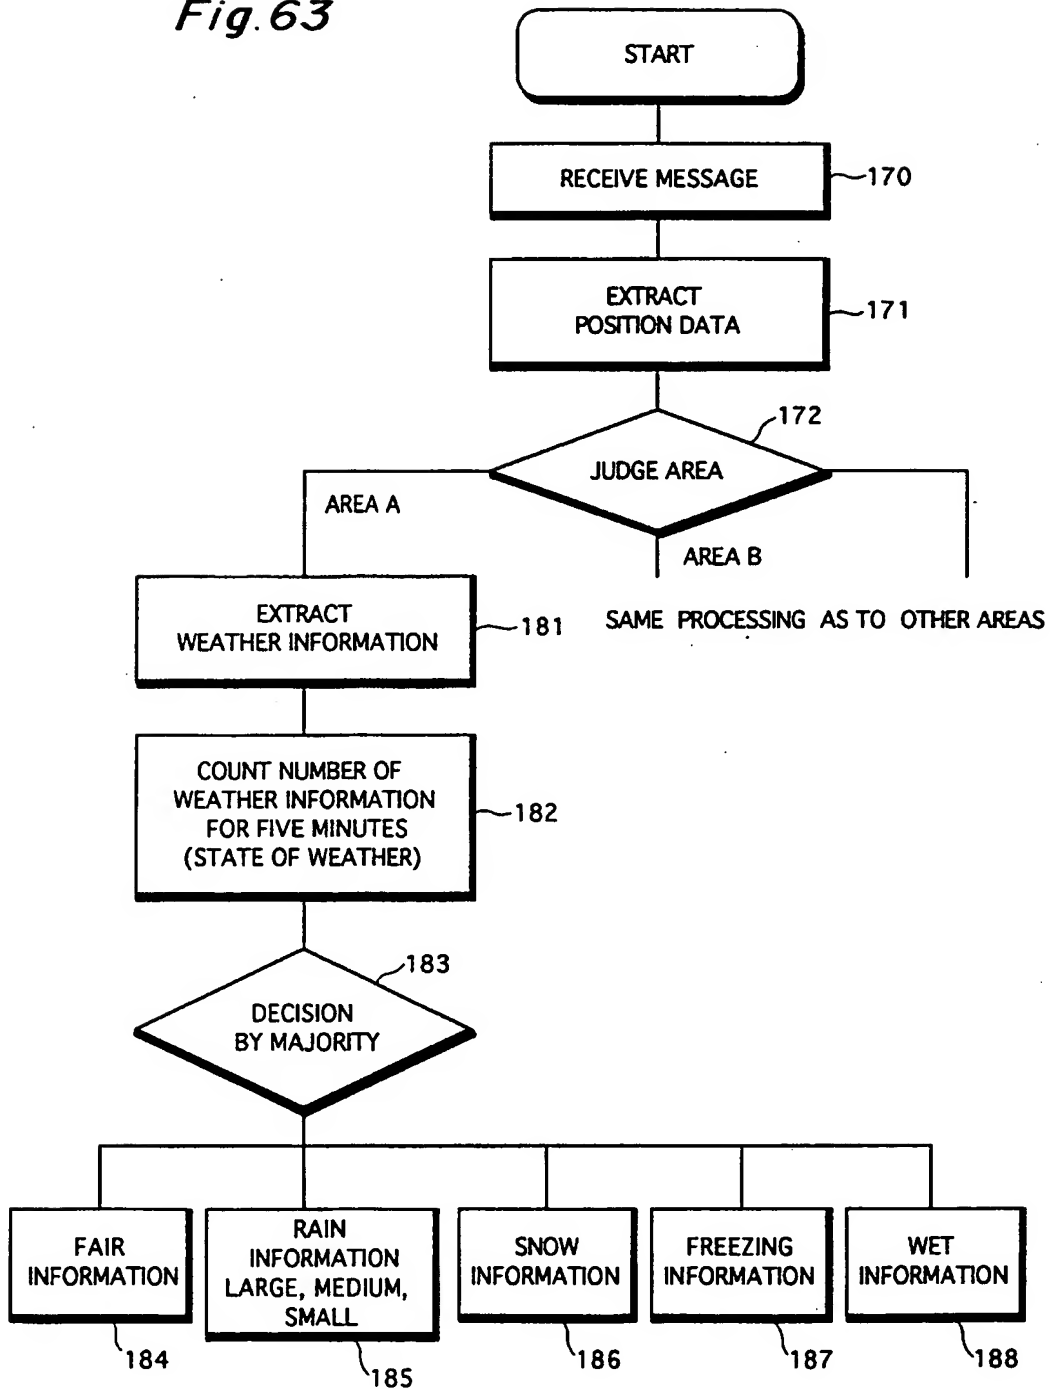 Fig.63
START
RECEIVE MESSAGE
170
EXTRACT
POSITION DATA
171
172
JUDGE AREA
AREA A
AREA B
EXTRACT
WEATHER INFORMATION
181
SAME PROCESSING AS TO OTHER AREAS
COUNT NUMBER OF
WEATHER INFORMATION
FOR FIVE MINUTES
(STATE OF WEATHER)
182
183
DECISION
BY MAJORITY
FAIR
INFORMATION
184
RAIN
INFORMATION
LARGE, MEDIUM,
SMALL
185
SNOW
INFORMATION
186
FREEZING
INFORMATION
187
WET
INFORMATION
188